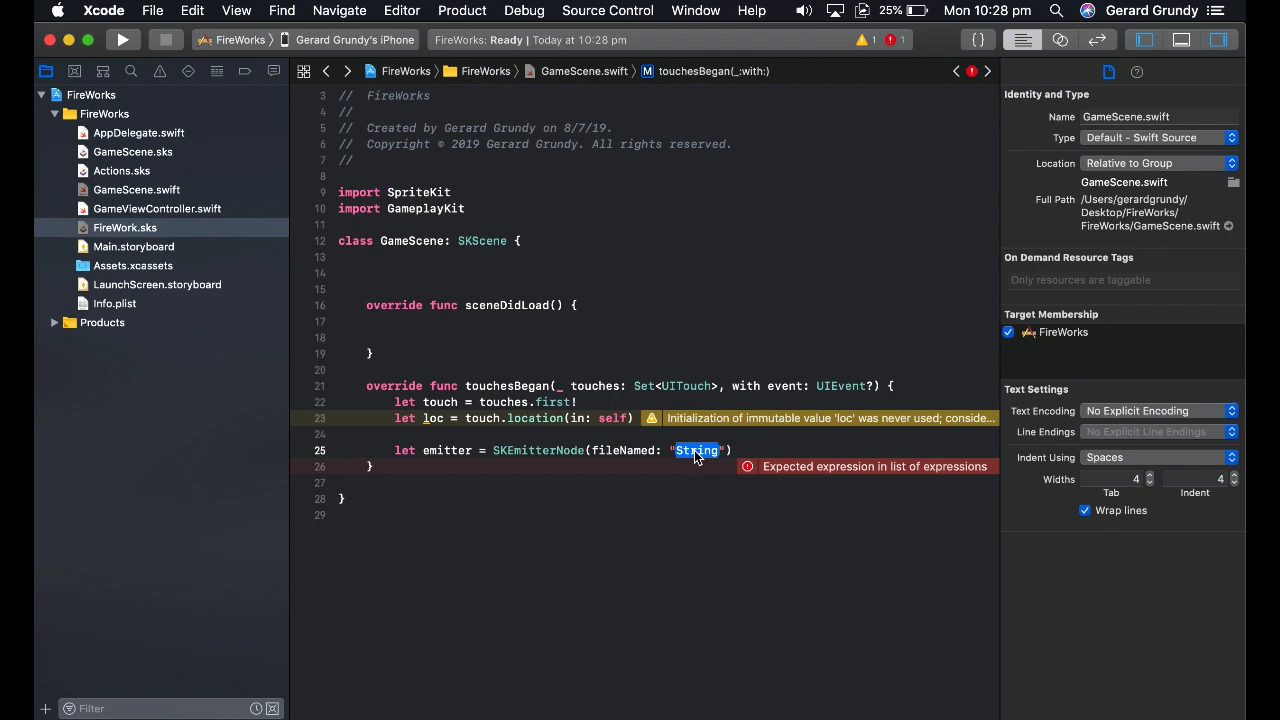 Xcode File Edit View Find Navigate Editor Product Debug Source Control Window Help 25% Mon 10:28 pm Gerard Grundy
FireWorks 〉 Gerard Grundy's iPhone FireWorks: Ready | Today at 10:28 pm 1 1 {}
FireWorks 〉 FireWorks 〉 GameScene.swift 〉 M touchesBegan(_:with:)
FireWorks
FireWorks
AppDelegate.swift
GameScene.sks
Actions.sks
GameScene.swift
GameViewController.swift
FireWork.sks
Main.storyboard
Assets.xcassets
LaunchScreen.storyboard
Info.plist
Products
Filter
3 // FireWorks
4 //
5 // Created by Gerard Grundy on 8/7/19.
6 // Copyright © 2019 Gerard Grundy. All rights reserved.
7 //
8
9 import SpriteKit
10 import GameplayKit
11
12 class GameScene: SKScene {
13
14
15
16 override func sceneDidLoad() {
17
18
19 }
20
21 override func touchesBegan(_ touches: Set<UITouch>, with event: UIEvent?) {
22 let touch = touches.first!
23 let loc = touch.location(in: self) Initialization of immutable value 'loc' was never used; conside...
24
25 let emitter = SKEmitterNode(fileNamed: "String")
26 } Expected expression in list of expressions
27
28 }
29
Identity and Type
Name GameScene.swift
Type Default - Swift Source
Location Relative to Group
GameScene.swift
Full Path /Users/gerardgrundy/
Desktop/FireWorks/
FireWorks/GameScene.swift
On Demand Resource Tags
Only resources are taggable
Target Membership
FireWorks
Text Settings
Text Encoding No Explicit Encoding
Line Endings No Explicit Line Endings
Indent Using Spaces
Widths 4 4
Tab Indent
Wrap lines